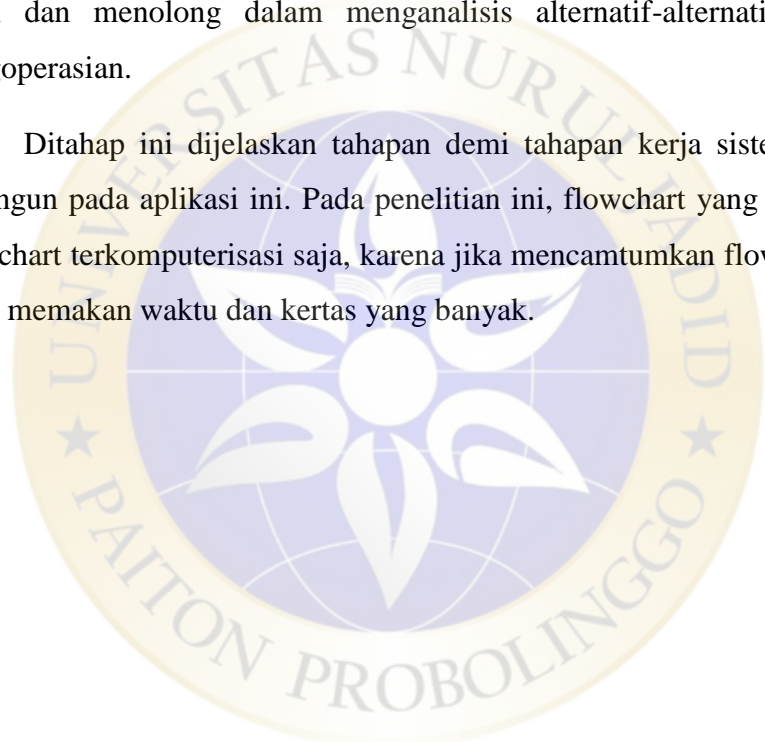 dan menolong dalam menganalisis alternatif-alternati
goperasian.
Ditahap ini dijelaskan tahapan demi tahapan kerja siste
ngun pada aplikasi ini. Pada penelitian ini, flowchart yang
chart terkomputerisasi saja, karena jika mencamtumkan flow
memakan waktu dan kertas yang banyak.
UNIVERSITAS NURUL JADID
PAITON PROBOLINGGO